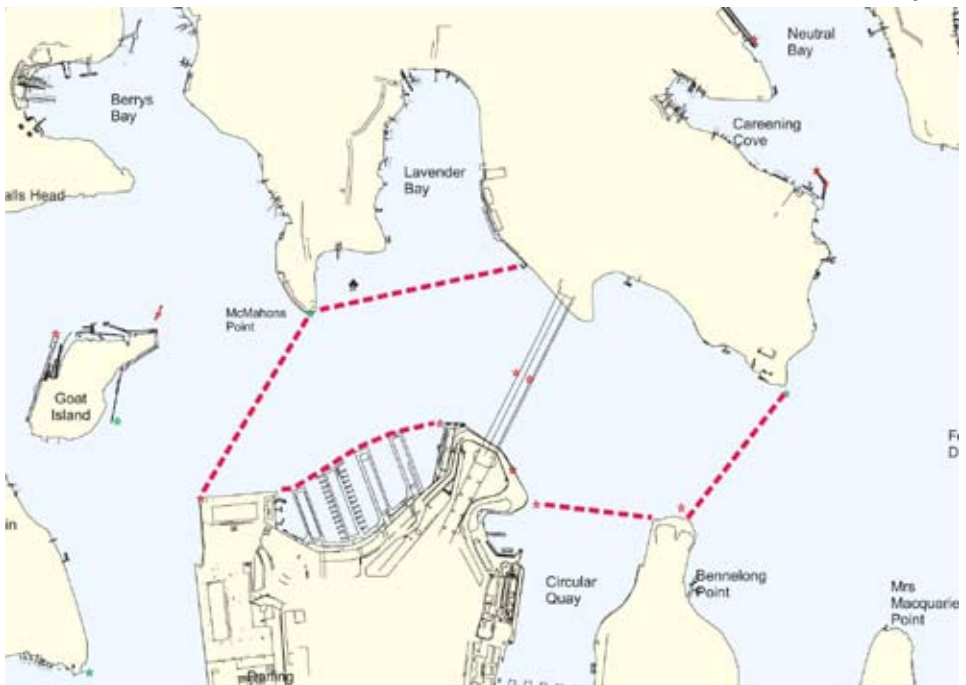 Neutral
Bay
Berrys
Bay
Careening
Cove
Lavender
Bay
alls Head
McMahons
Point
Goat
Island
in
Circular
Quay
Bennelong
Point
Mrs
Macquarie
Point